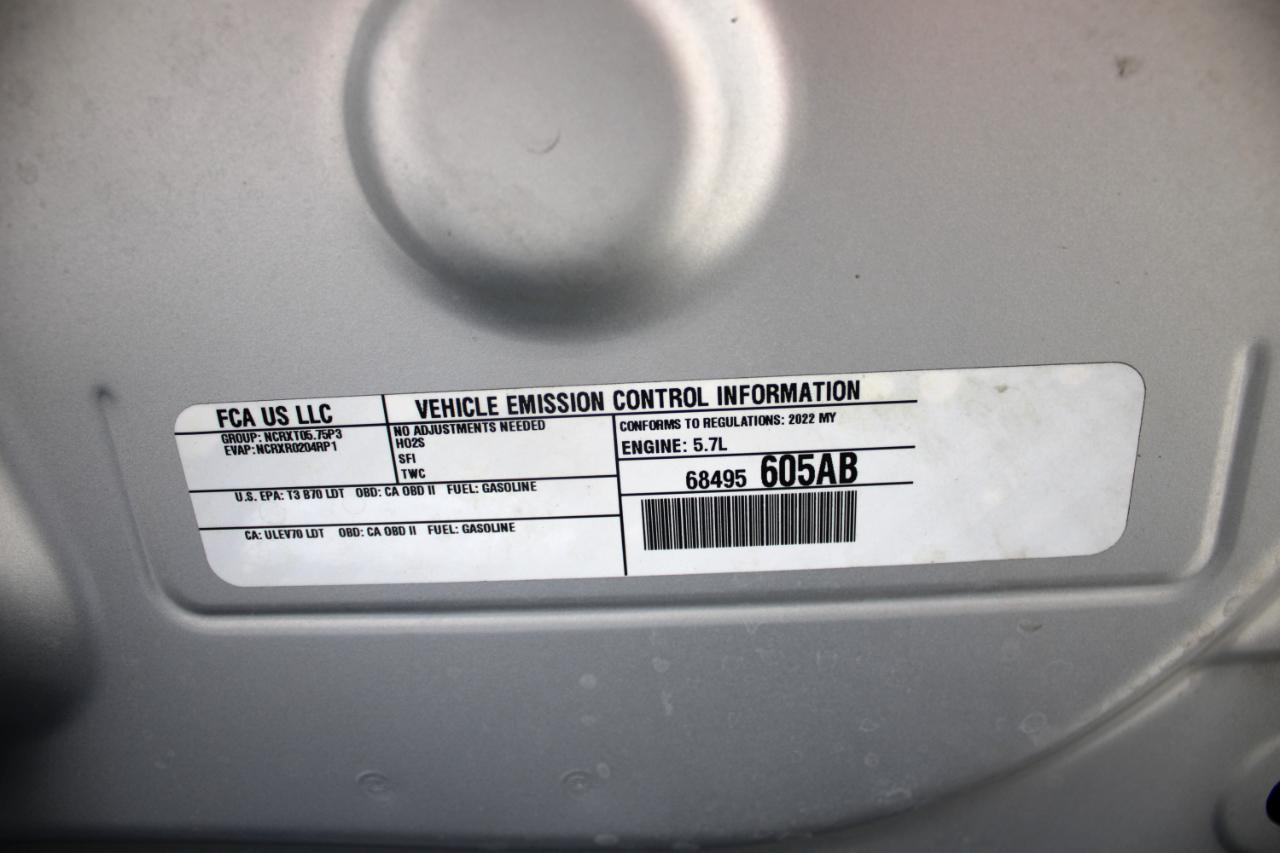 FCA US LLC
VEHICLE EMISSION CONTROL INFORMATION
GROUP: NCRXT05.75P3
EVAP: NCRXR0204RP1
NO ADJUSTMENTS NEEDED
HO2S
SFI
TWC
CONFORMS TO REGULATIONS: 2022 MY
ENGINE: 5.7L
68495 605AB
U.S. EPA: T3 B70 LDT OBD: CA OBD II FUEL: GASOLINE
CA: ULEV70 LDT OBD: CA OBD II FUEL: GASOLINE